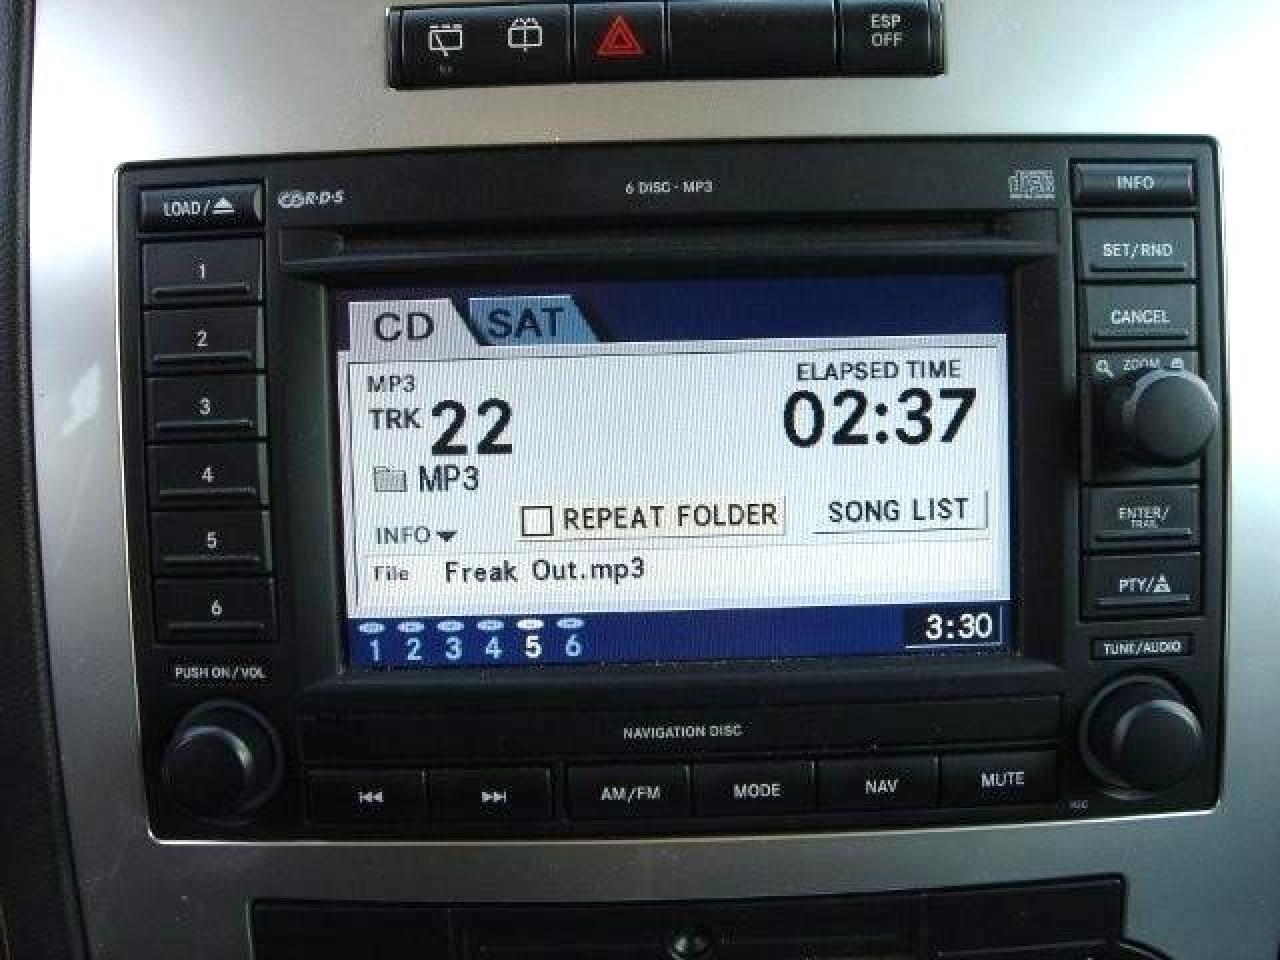 ESP
OFF
LOAD/
R·D·S
6 DISC · MP3
disc
INFO
1
2
3
4
5
6
SET/RND
CANCEL
ZOOM
ENTER/
TRAIL
PTY/
TUNE/AUDIO
CD
SAT
MP3
TRK 22
ELAPSED TIME
02:37
MP3
INFO
REPEAT FOLDER
SONG LIST
File Freak Out.mp3
1 2 3 4 5 6
3:30
PUSH ON/VOL
NAVIGATION DISC
AM/FM
MODE
NAV
MUTE